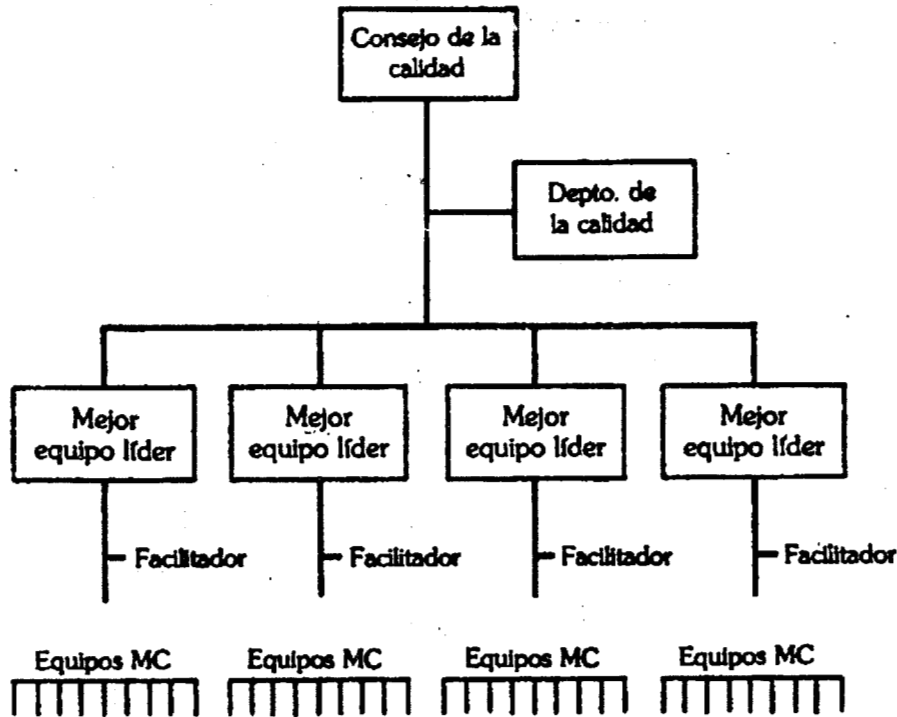 Consejo de la
calidad
Depto. de
la calidad
Mejor
equipo líder
Mejor
equipo líder
Mejor
equipo líder
Mejor
equipo líder
Facilitador
Facilitador
Facilitador
Facilitador
Equipos MC
Equipos MC
Equipos MC
Equipos MC